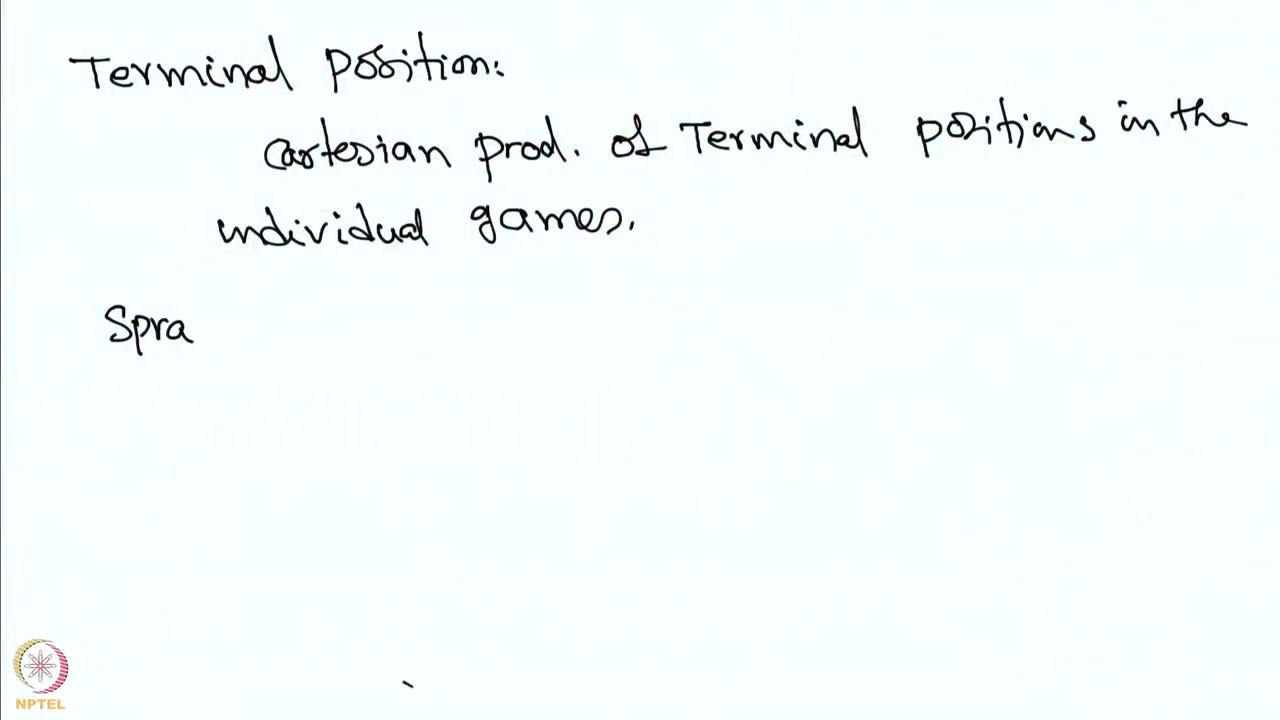 Terminal position:
cartesian prod. of Terminal positions in the
individual games.
Spra
NPTEL